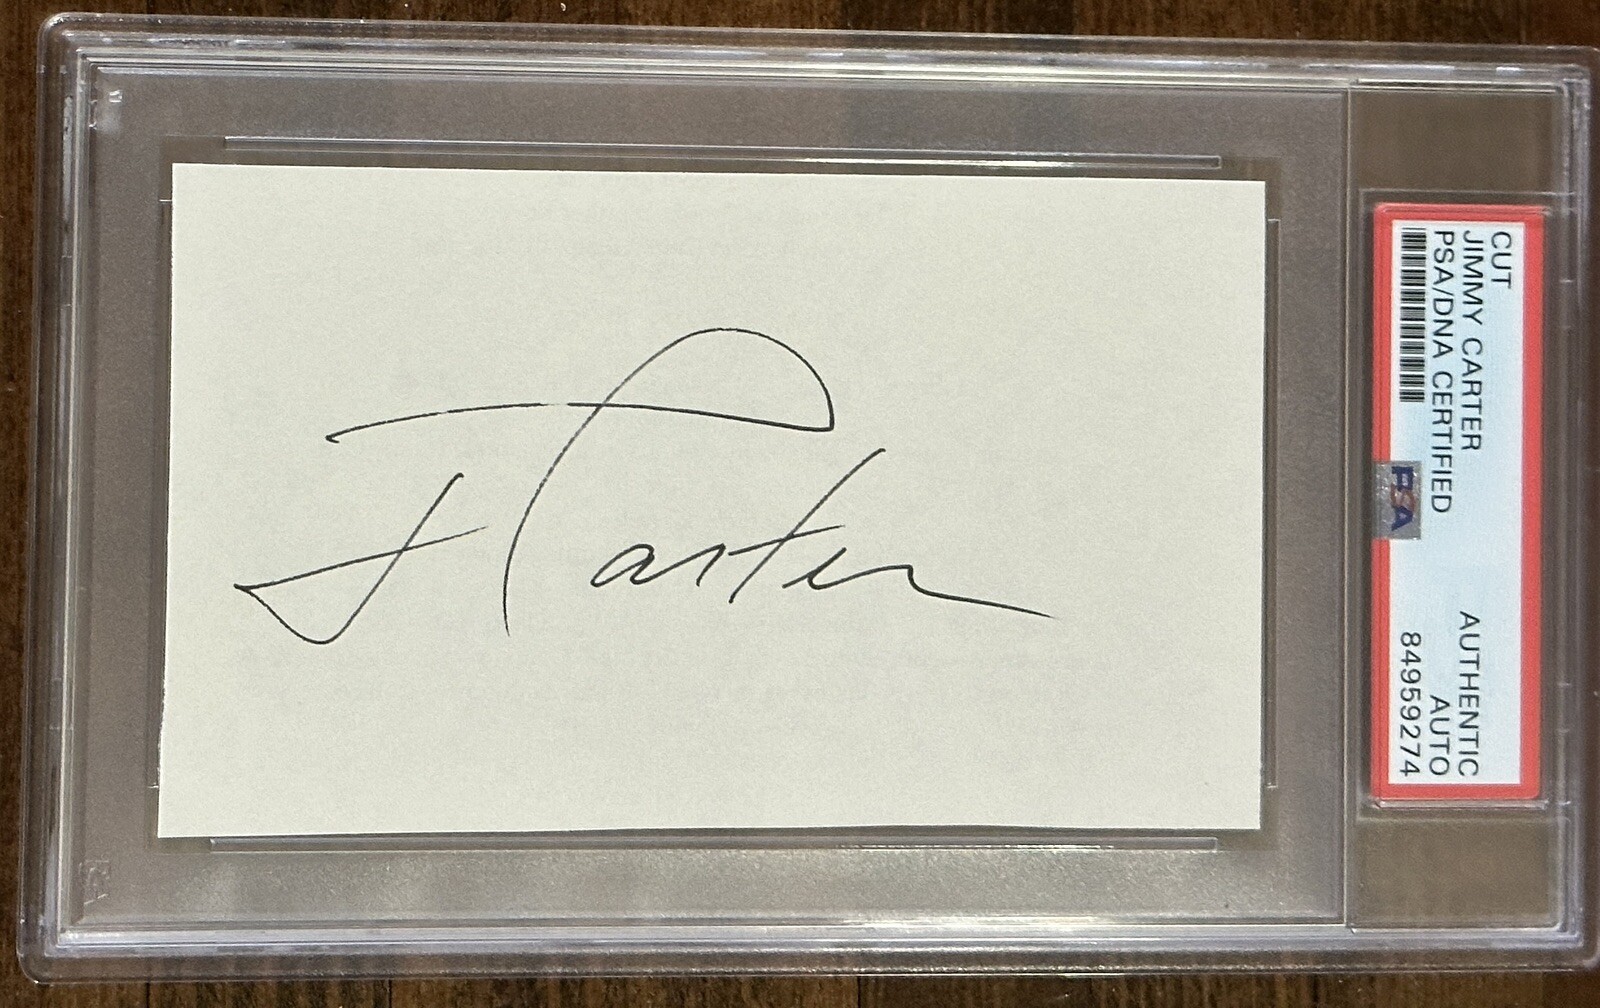 J Carter
CUT
JIMMY CARTER
PSA/DNA CERTIFIED
PSA
AUTHENTIC
AUTO
84959274